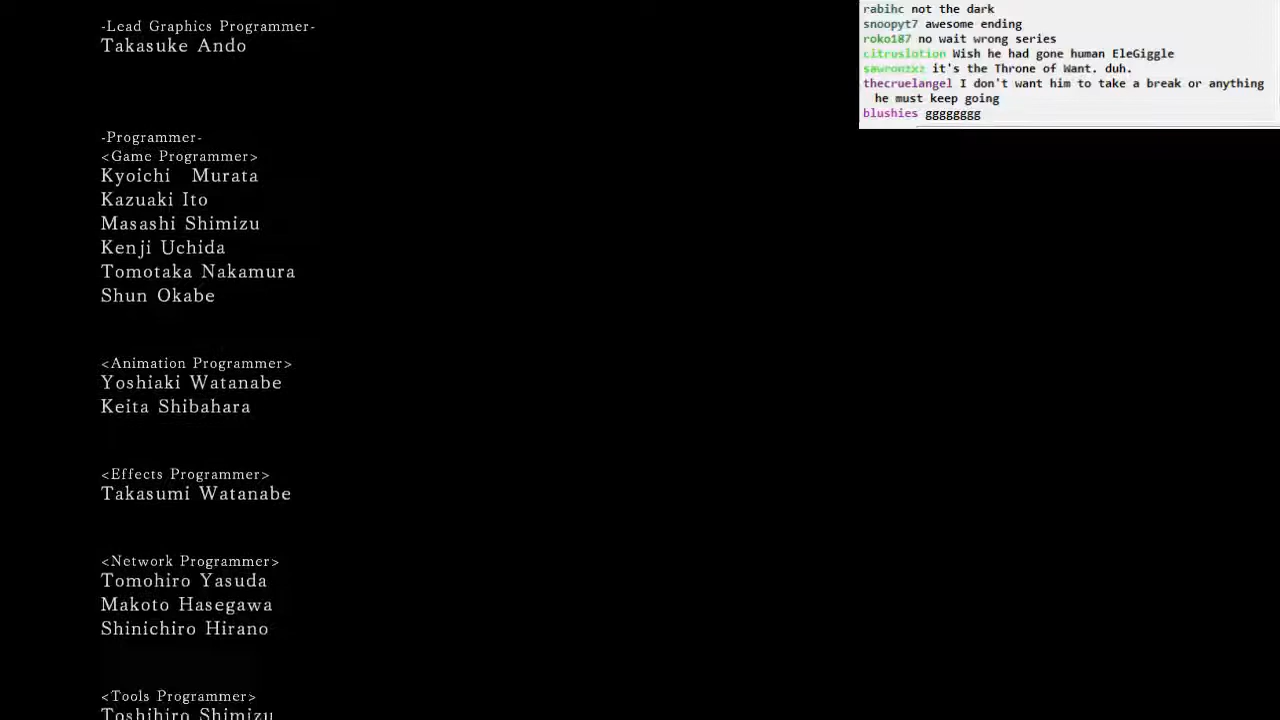 -Lead Graphics Programmer-
Takasuke Ando
-Programmer-
<Game Programmer>
Kyoichi Murata
Kazuaki Ito
Masashi Shimizu
Kenji Uchida
Tomotaka Nakamura
Shun Okabe
<Animation Programmer>
Yoshiaki Watanabe
Keita Shibahara
<Effects Programmer>
Takasumi Watanabe
<Network Programmer>
Tomohiro Yasuda
Makoto Hasegawa
Shinichiro Hirano
<Tools Programmer>
Toshihiro Shimizu
rabihc not the dark
snoopyt7 awesome ending
roko187 no wait wrong series
citruslotion Wish he had gone human EleGiggle
it's the Throne of Want. duh.
thecruelangel I don't want him to take a break or anything
he must keep going
blushies gggggggg